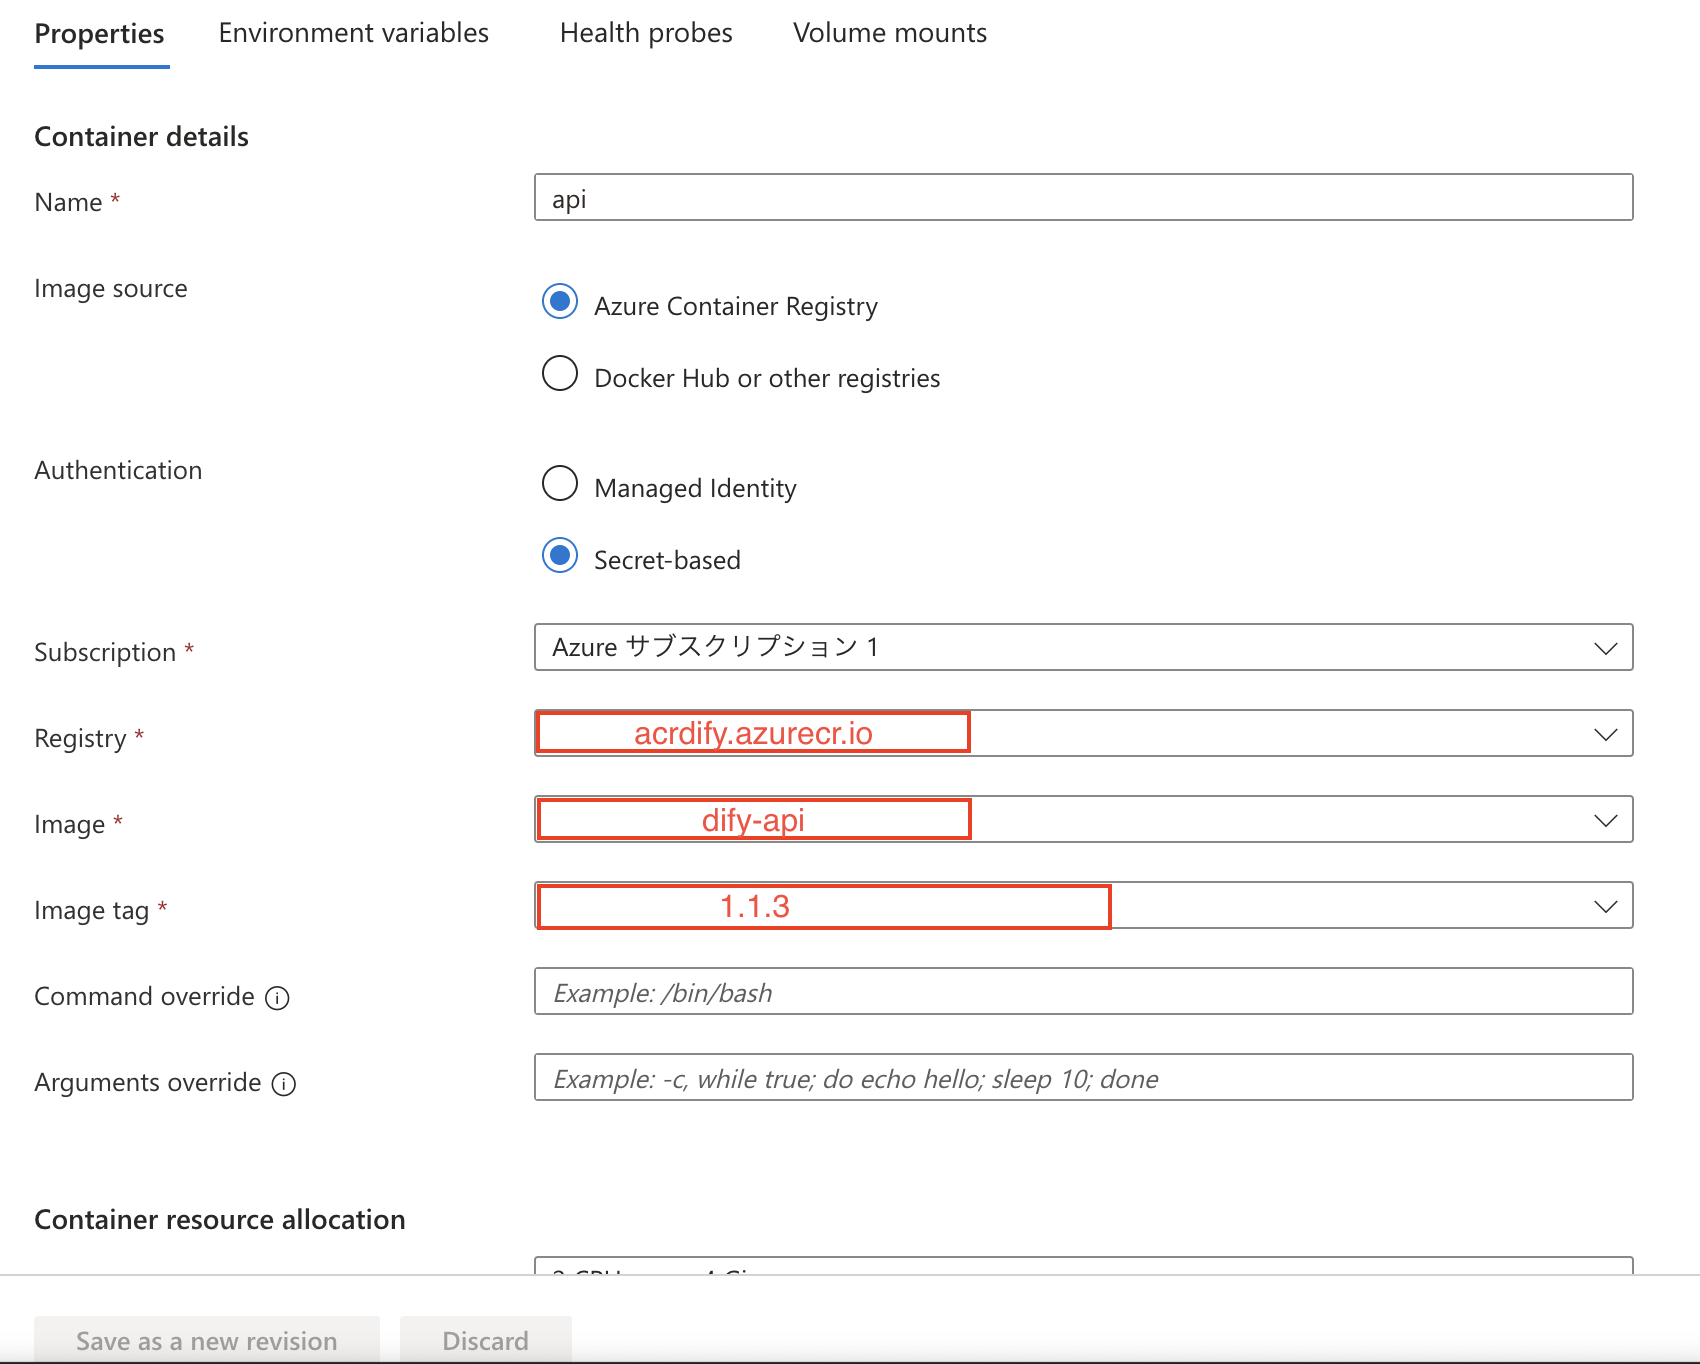 Properties Environment variables Health probes Volume mounts
Container details
Name *
api
Image source
Azure Container Registry
Docker Hub or other registries
Authentication
Managed Identity
Secret-based
Subscription *
Azure サブスクリプション 1
Registry *
acrdify.azurecr.io
Image *
dify-api
Image tag *
1.1.3
Command override
Example: /bin/bash
Arguments override
Example: -c, while true; do echo hello; sleep 10; done
Container resource allocation
Save as a new revision Discard